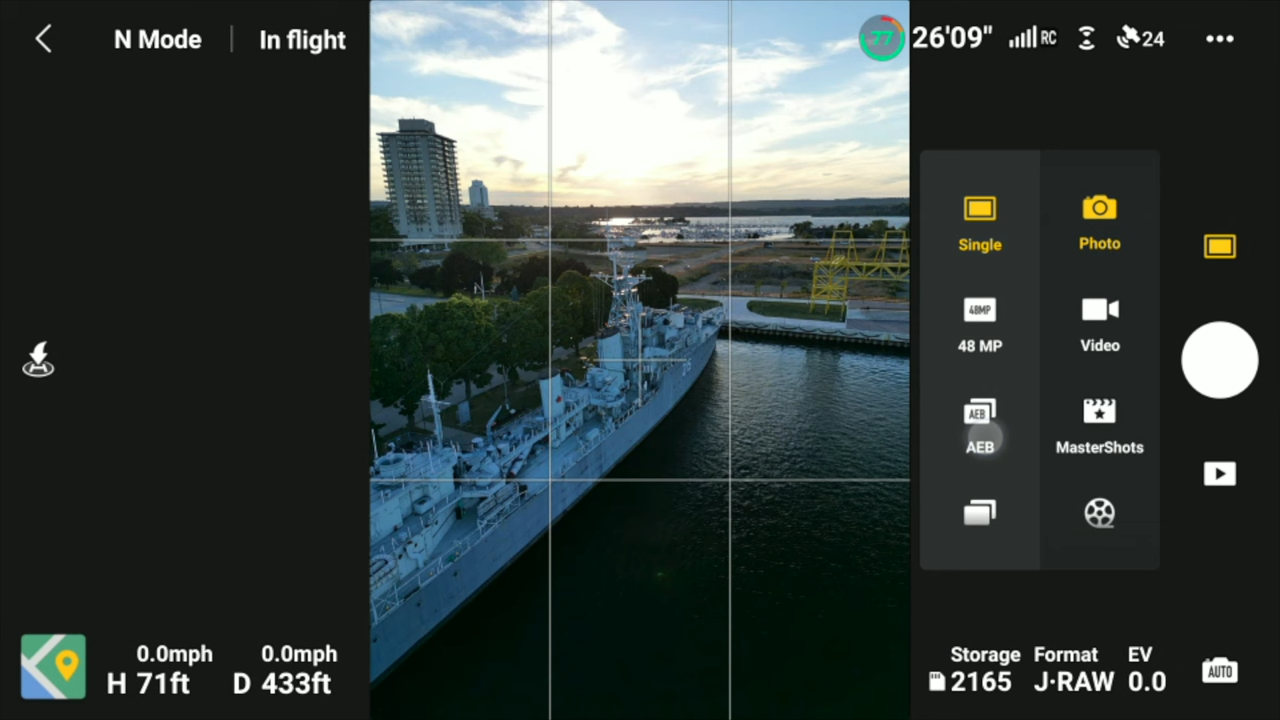 N Mode | In flight
77 26'09" RC 24
Single
Photo
48MP
48 MP
Video
AEB
AEB
MasterShots
0.0mph 0.0mph
H 71ft D 433ft
Storage Format EV
2165 J·RAW 0.0
AUTO